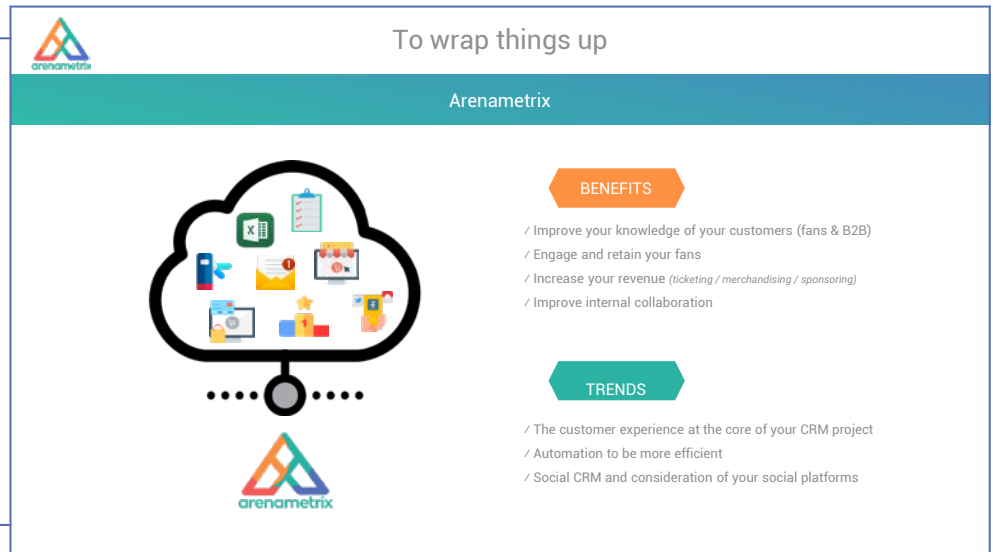 arenametrix
To wrap things up
Arenametrix
BENEFITS
/ Improve your knowledge of your customers (fans & B2B)
/ Engage and retain your fans
/ Increase your revenue (ticketing / merchandising / sponsoring)
/ Improve internal collaboration
1
1
TRENDS
/ The customer experience at the core of your CRM project
/ Automation to be more efficient
/ Social CRM and consideration of your social platforms
arenametrix